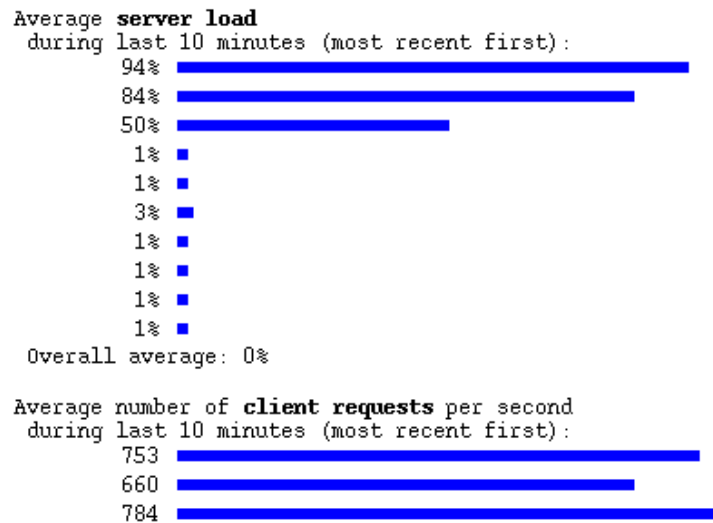 Average server load
during last 10 minutes (most recent first):
94%
84%
50%
1%
1%
3%
1%
1%
1%
1%
Overall average: 0%
Average number of client requests per second
during last 10 minutes (most recent first):
753
660
784